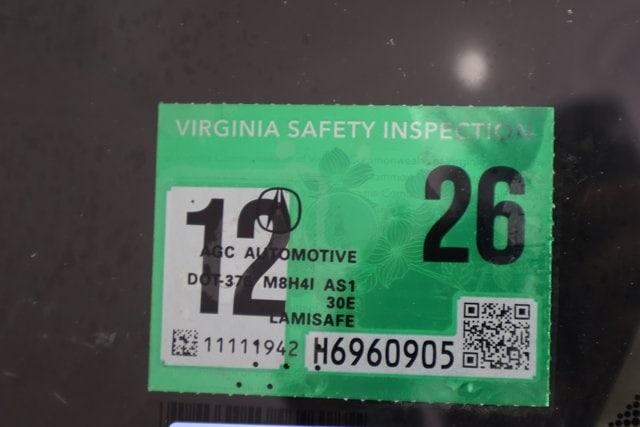 VIRGINIA SAFETY INSPECTION
12
26
AGC AUTOMOTIVE
M8H4I AS1
30E
LAMISAFE
11111942
H6960905